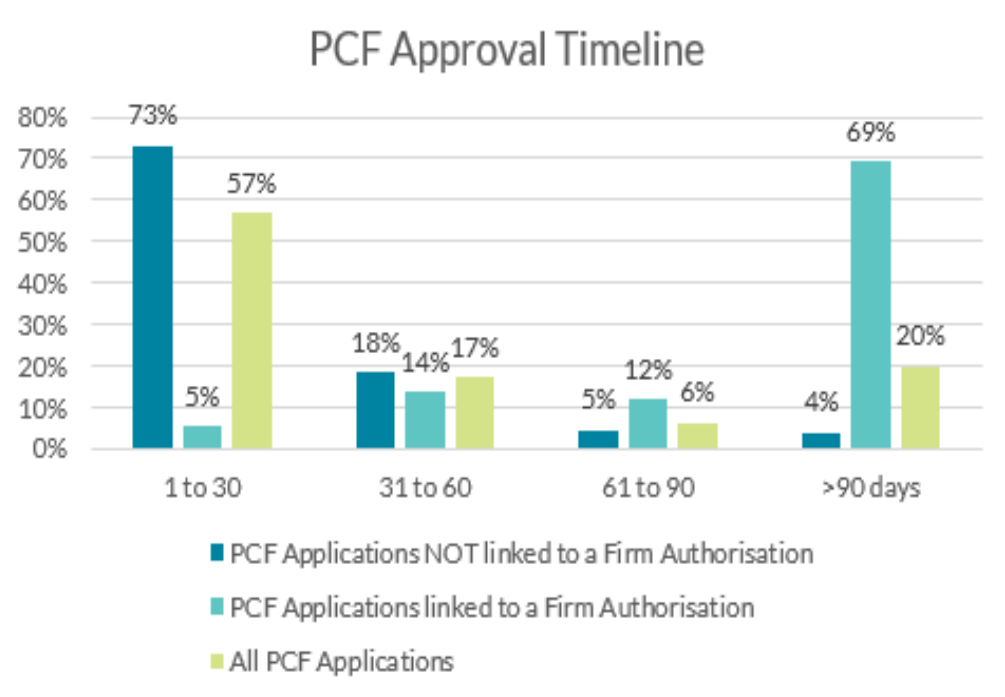 PCF Approval Timeline
80%
70%
60%
50%
40%
30%
20%
10%
0%
73%
5%
57%
18%
14%
17%
5%
12%
6%
4%
69%
20%
1 to 30
31 to 60
61 to 90
>90 days
PCF Applications NOT linked to a Firm Authorisation
PCF Applications linked to a Firm Authorisation
All PCF Applications